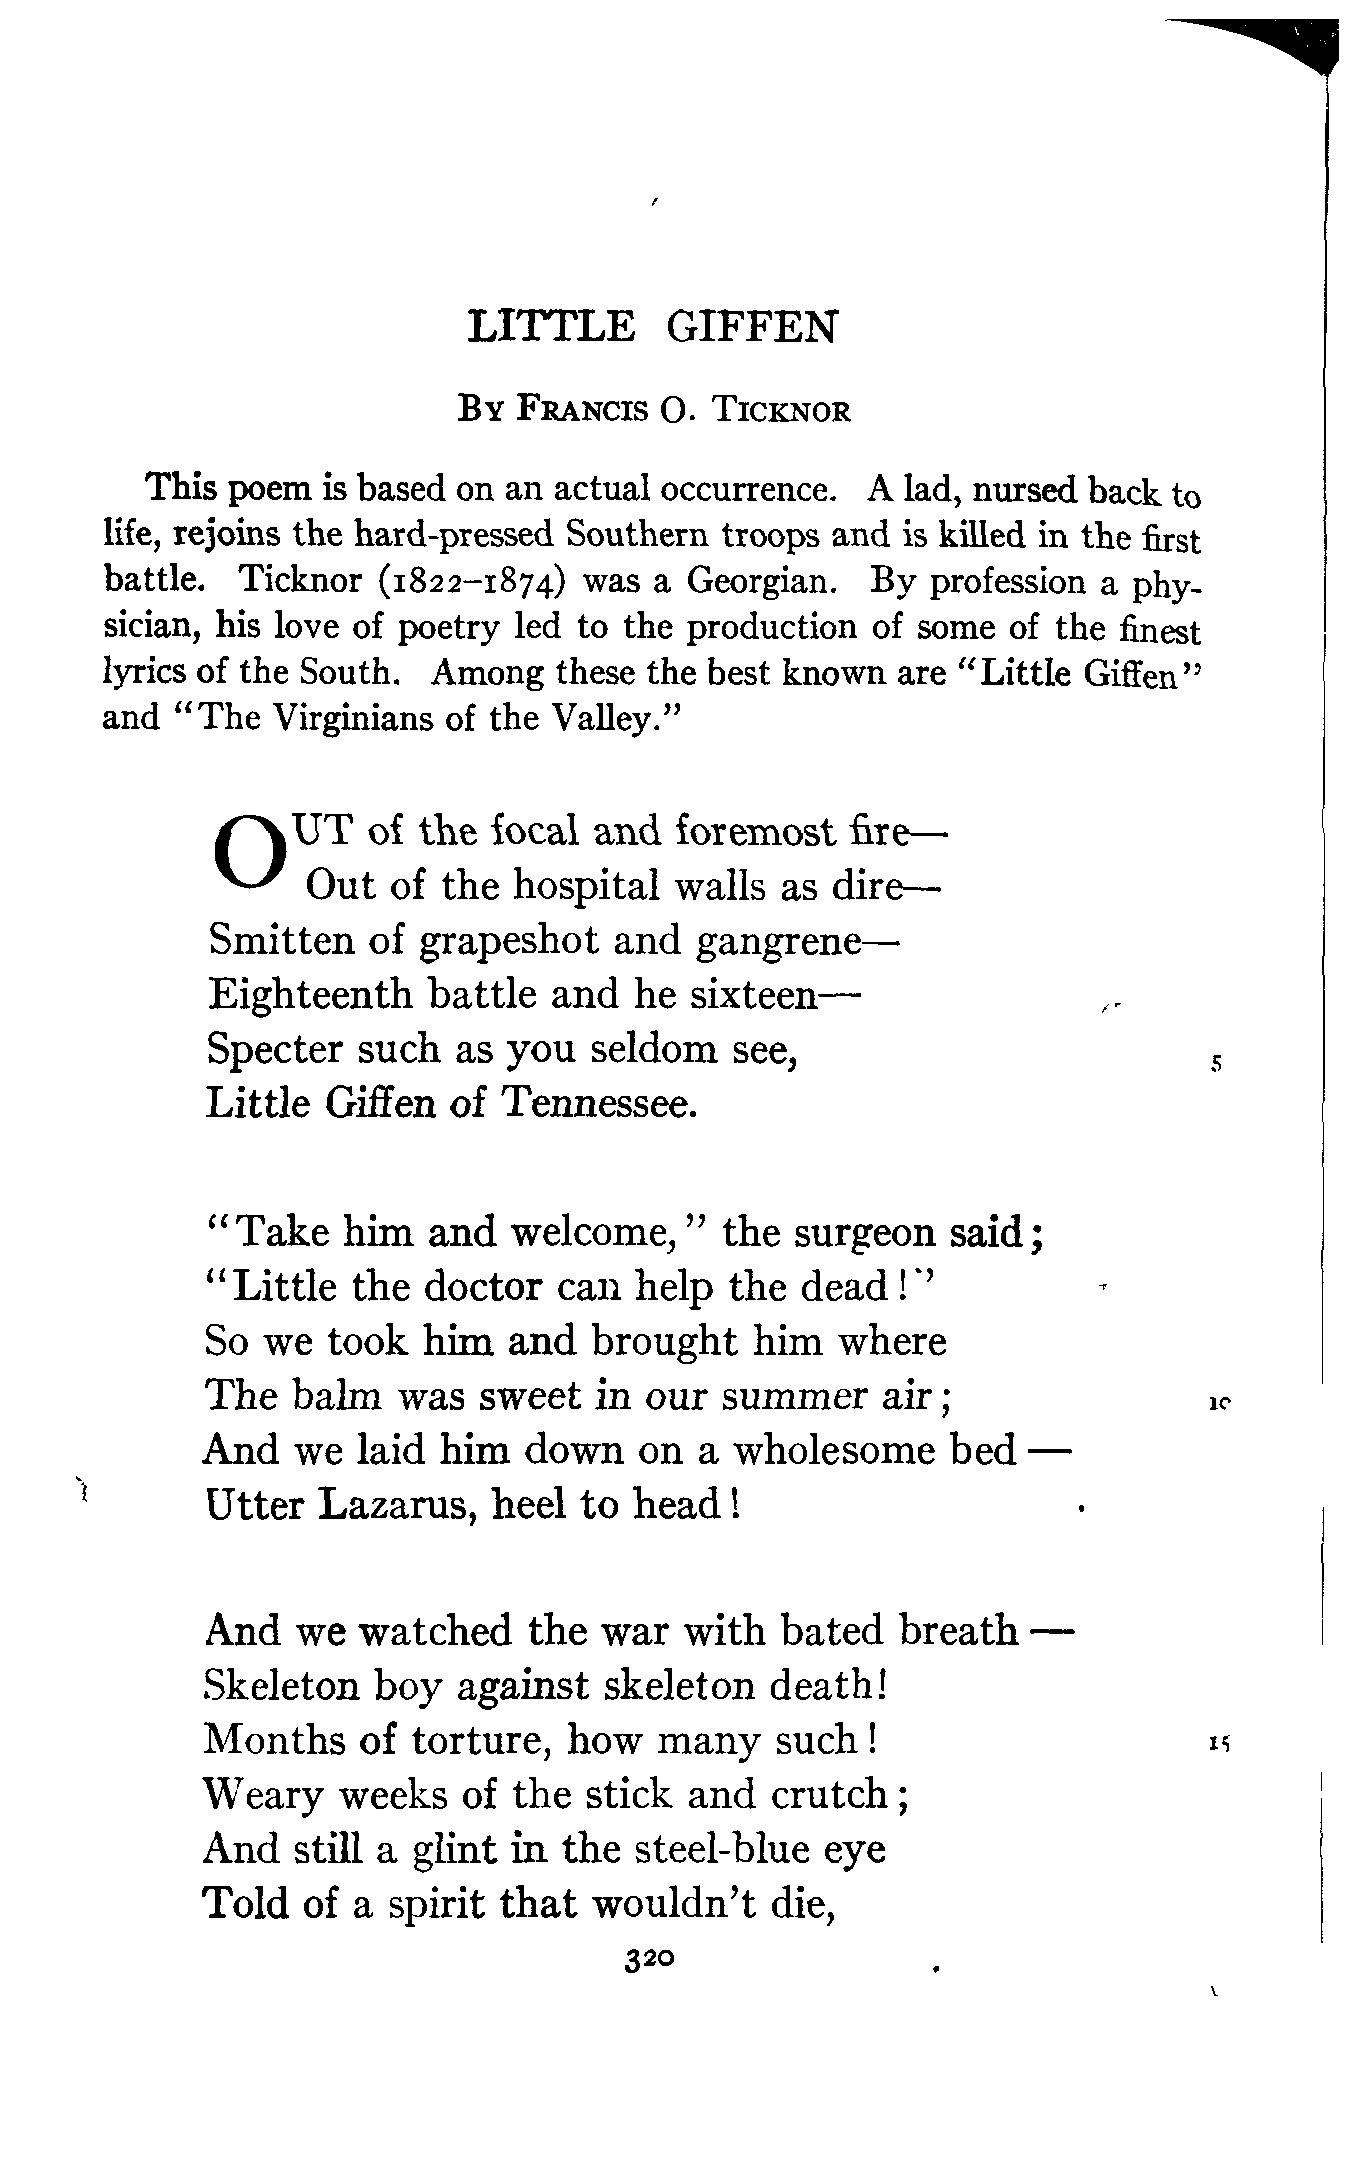 LITTLE GIFFEN
By Francis O. Ticknor
This poem is based on an actual occurrence. A lad, nursed back to
life, rejoins the hard-pressed Southern troops and is killed in the first
battle. Ticknor (1822–1874) was a Georgian. By profession a phy-
sician, his love of poetry led to the production of some of the finest
lyrics of the South. Among these the best known are "Little Giffen"
and "The Virginians of the Valley."
OUT of the focal and foremost fire—
Out of the hospital walls as dire—
Smitten of grapeshot and gangrene—
Eighteenth battle and he sixteen—
Specter such as you seldom see, 5
Little Giffen of Tennessee.
"Take him and welcome," the surgeon said;
"Little the doctor can help the dead!"
So we took him and brought him where
The balm was sweet in our summer air; 10
And we laid him down on a wholesome bed—
Utter Lazarus, heel to head!
And we watched the war with bated breath—
Skeleton boy against skeleton death!
Months of torture, how many such! 15
Weary weeks of the stick and crutch;
And still a glint in the steel-blue eye
Told of a spirit that wouldn't die,
320